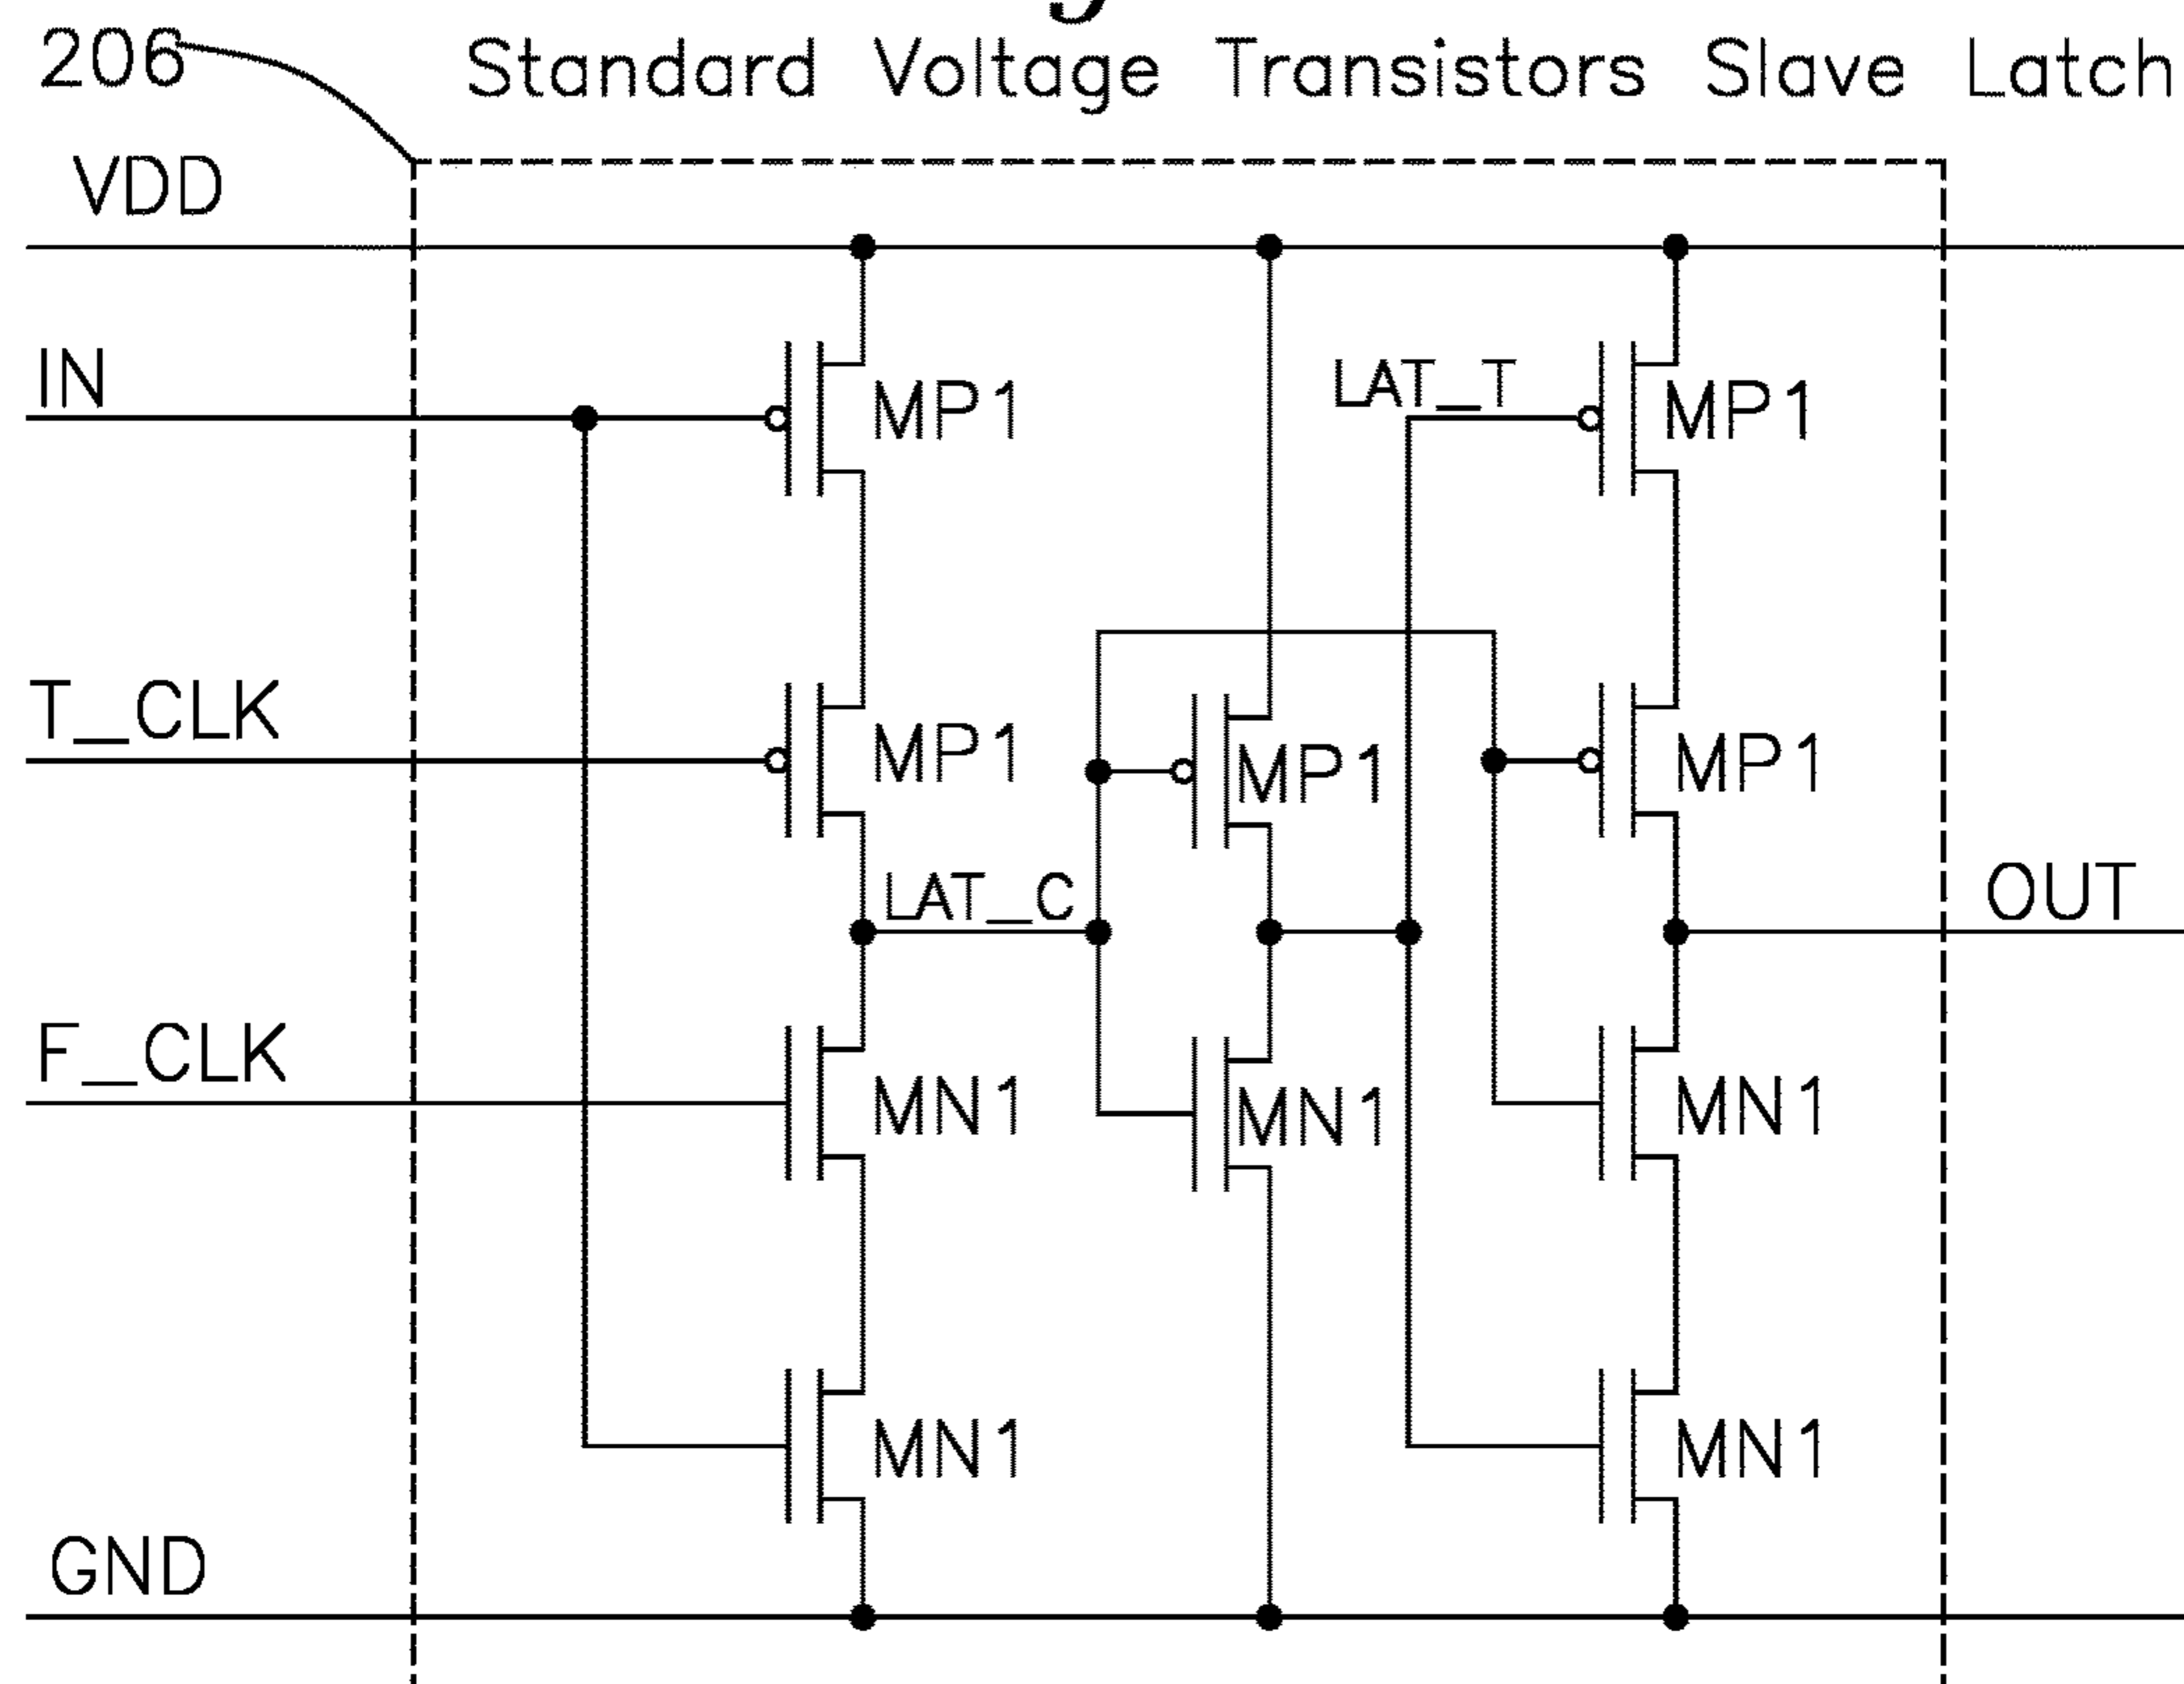 206 Standard Voltage Transistors Slave Latch
VDD
IN
MP1
LAT_T
MP1
T_CLK
MP1
MP1
MP1
LAT_C
OUT
F_CLK
MN1
MN1
MN1
MN1
MN1
GND